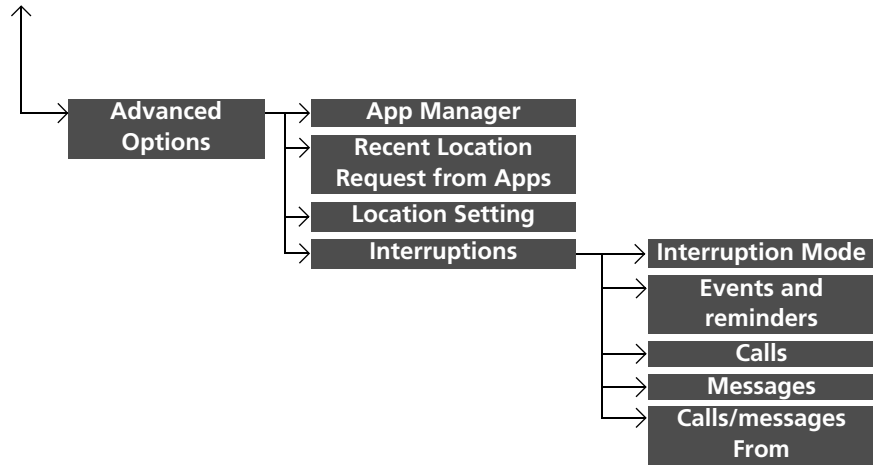 Advanced
Options
App Manager
Recent Location
Request from Apps
Location Setting
Interruptions
Interruption Mode
Events and
reminders
Calls
Messages
Calls/messages
From